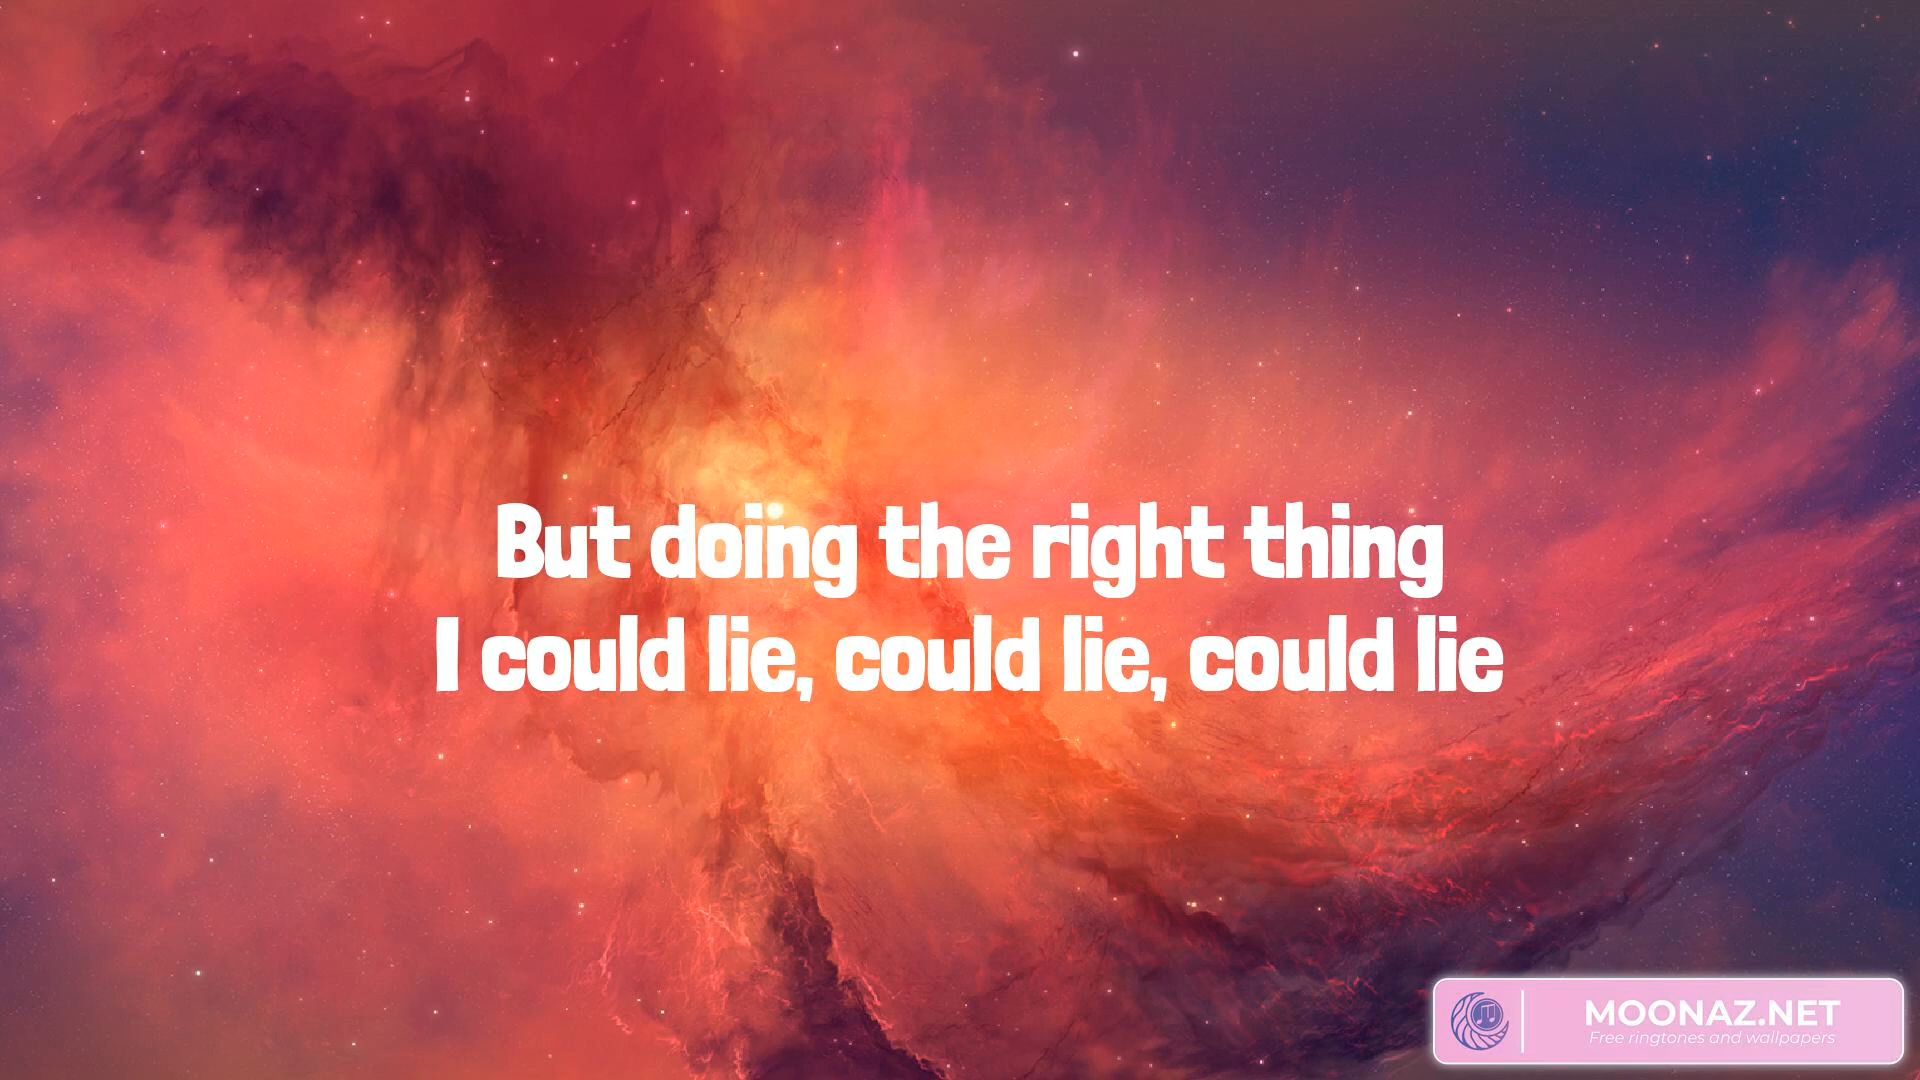 But doing the right thing
I could lie, could lie, could lie
MOONAZ.NET
Free ringtones and wallpapers